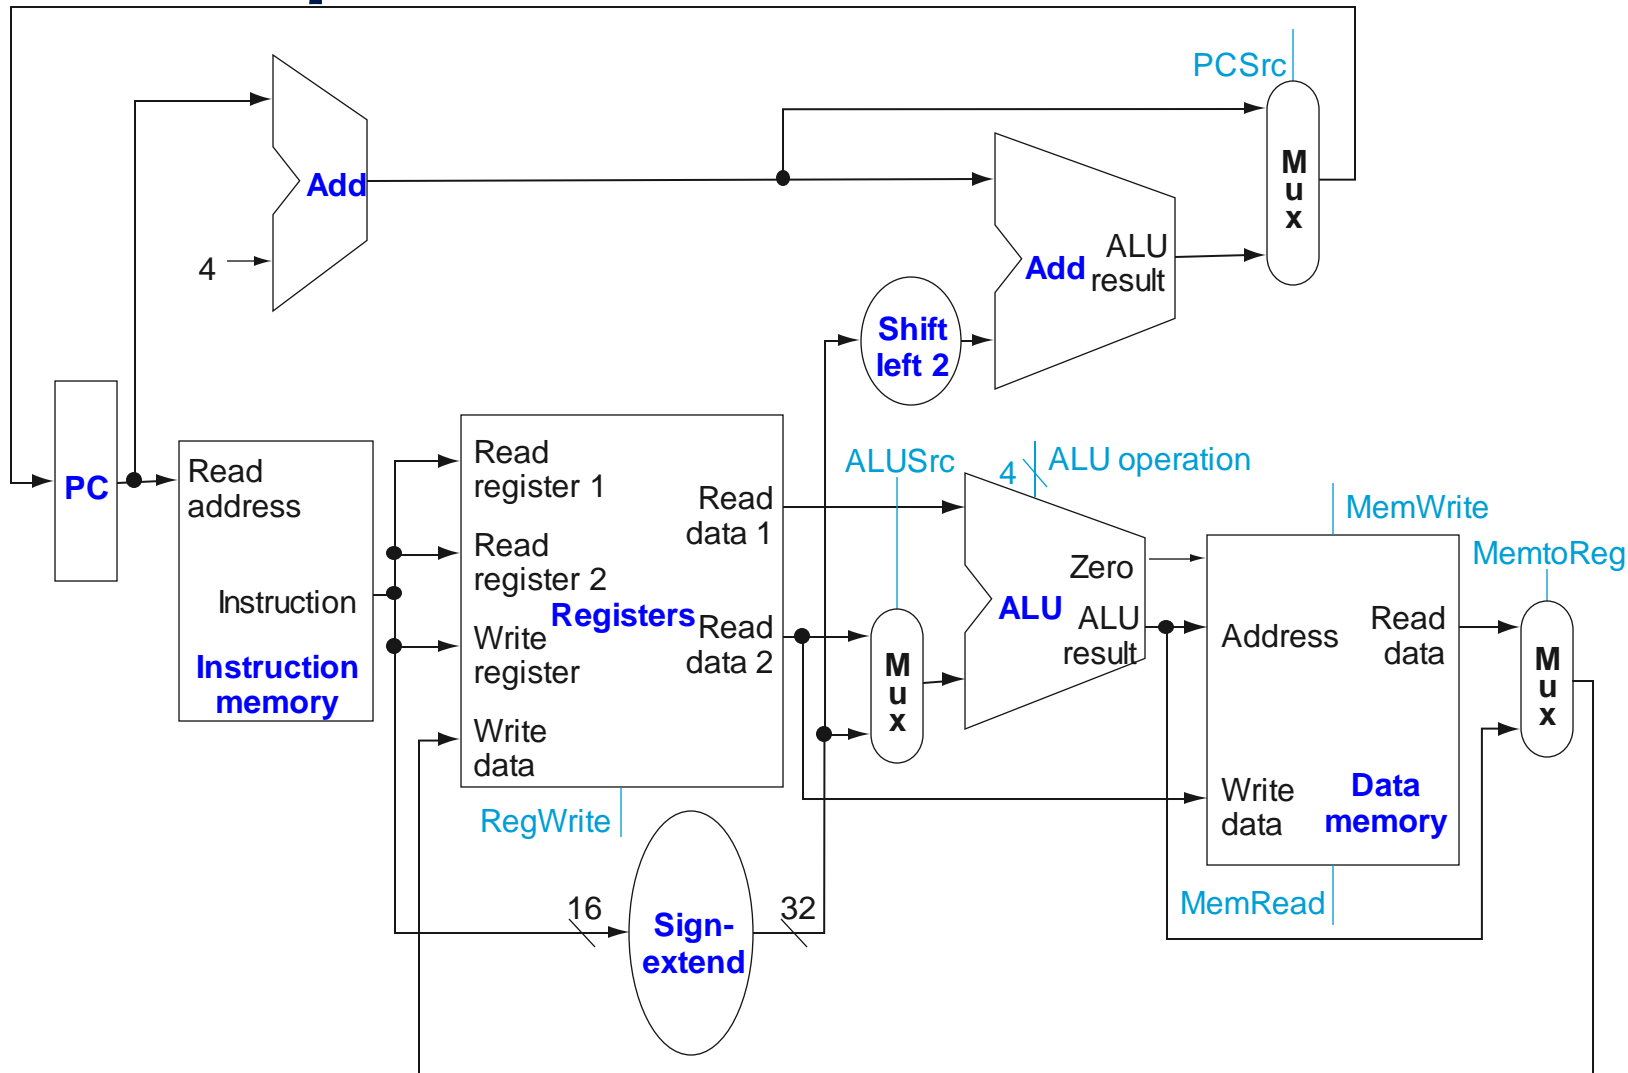 PCSrc
M
u
x
Add
4
Add
ALU
result
Shift
left 2
PC
Read
address
Instruction
Instruction
memory
Read
register 1
Read
register 2
Write
register
Write
data
Registers
Read
data 1
Read
data 2
RegWrite
ALUSrc
M
u
x
4
ALU operation
Zero
ALU
ALU
result
MemWrite
Address
Read
data
Write
data
Data
memory
MemRead
MemtoReg
M
u
x
16
Sign-
extend
32